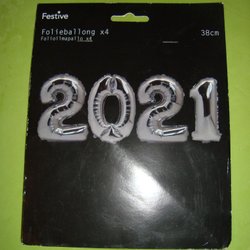 Festive
Folieballong x4
Folioilmapallo x4
38cm
2021